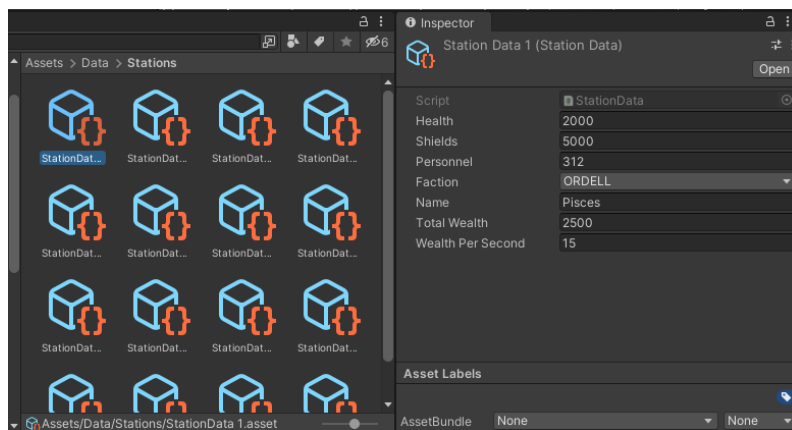 6
Assets > Data > Stations
StationDat... StationDat... StationDat... StationDat...
StationDat... StationDat... StationDat... StationDat...
StationDat... StationDat... StationDat... StationDat...
Assets/Data/Stations/StationData 1.asset
Inspector
Station Data 1 (Station Data)
Open
Script StationData
Health 2000
Shields 5000
Personnel 312
Faction ORDELL
Name Pisces
Total Wealth 2500
Wealth Per Second 15
Asset Labels
AssetBundle None None